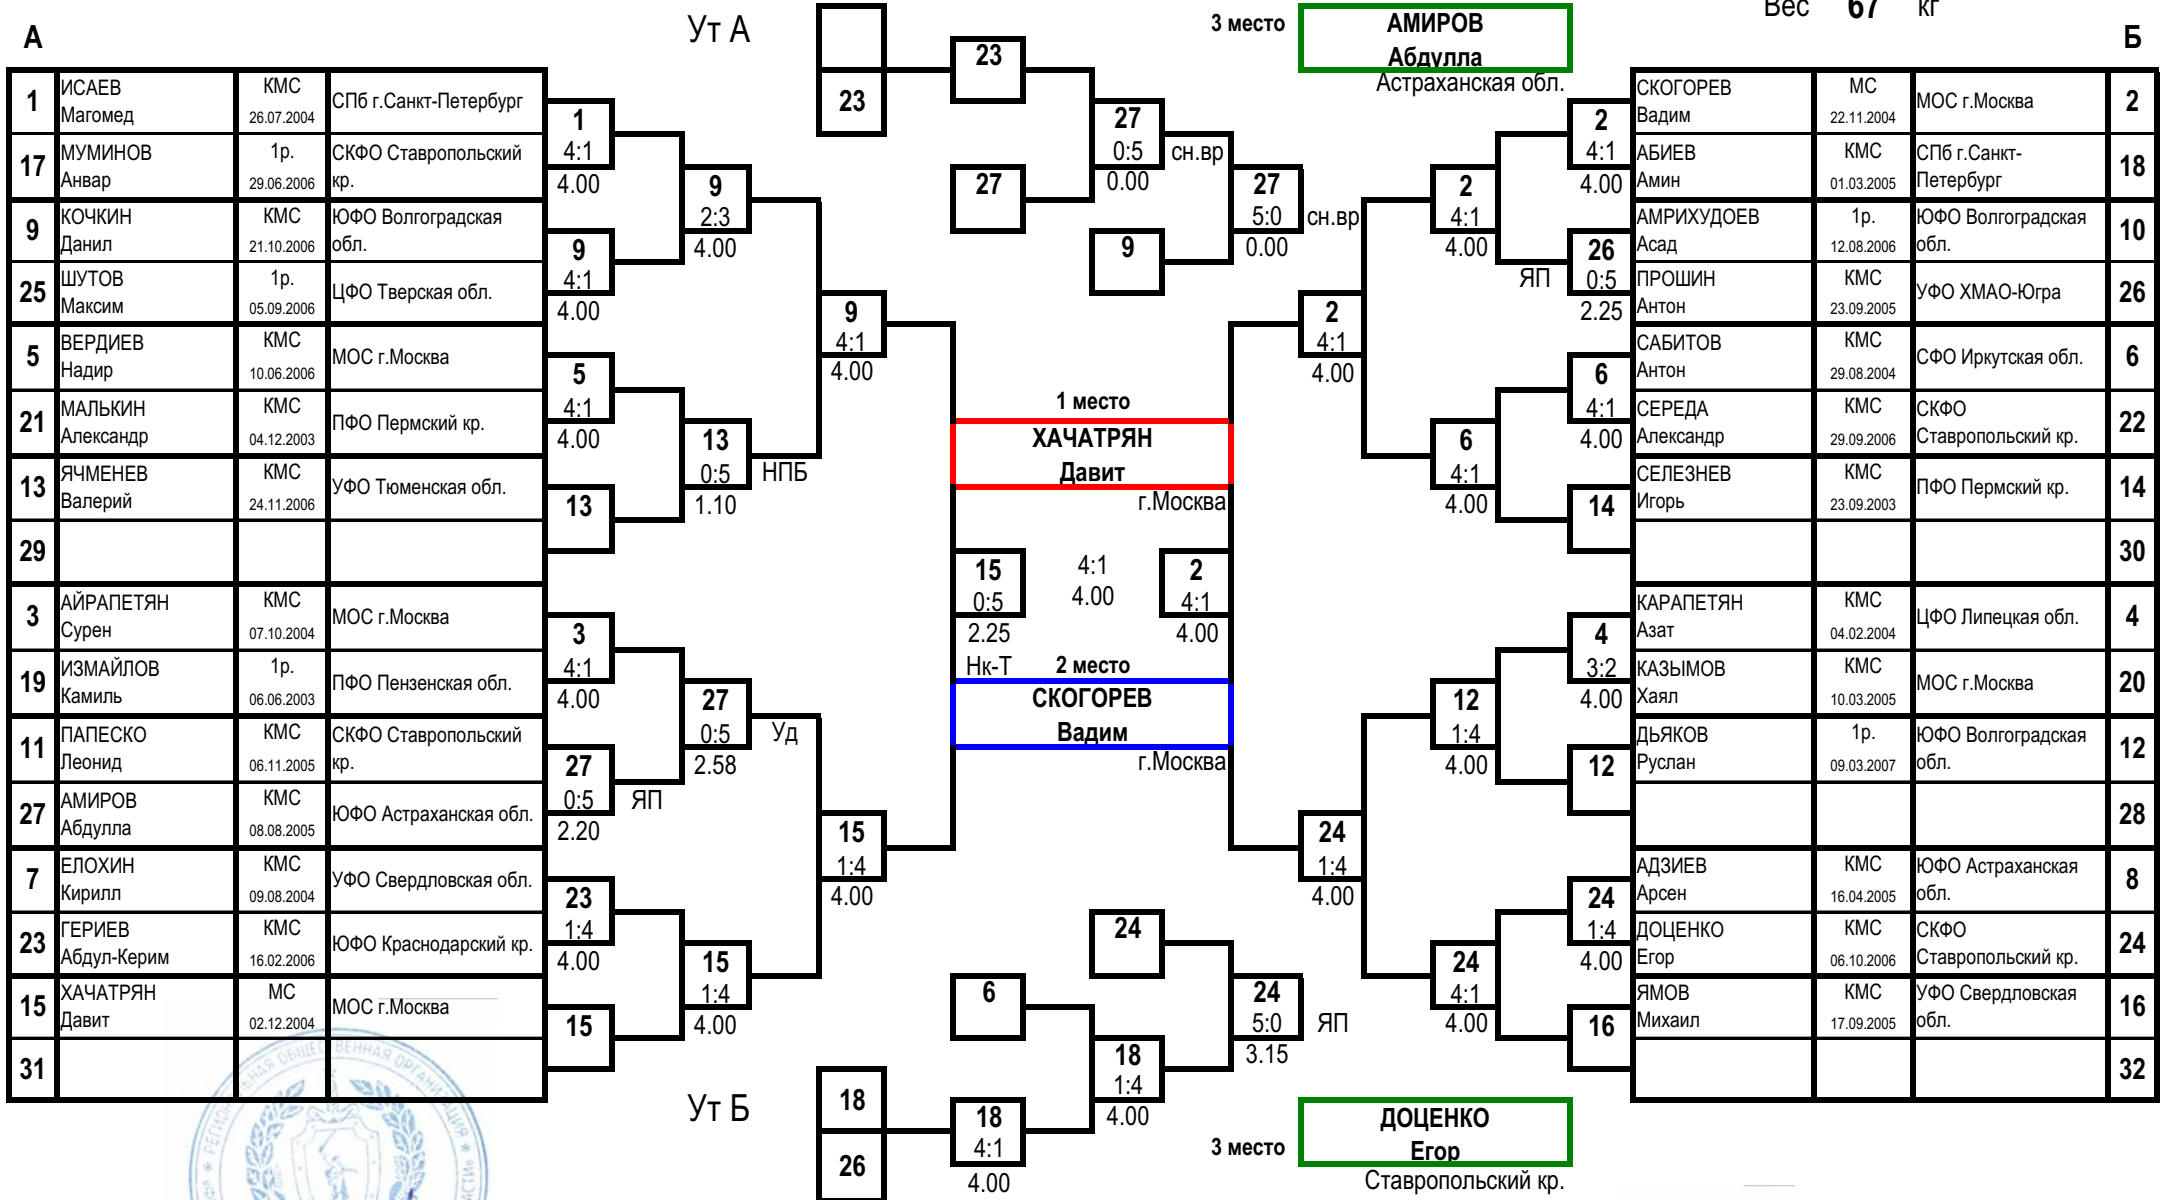 Вес 67 кг
А
Ут А
3 место
АМИРОВ
Абдулла
Астраханская обл.
Б
1 ИСАЕВ Магомед КМС 26.07.2004 СПб г.Санкт-Петербург
17 МУМИНОВ Анвар 1р. 29.06.2006 СКФО Ставропольский кр.
9 КОЧКИН Данил КМС 21.10.2006 ЮФО Волгоградская обл.
25 ШУТОВ Максим 1р. 05.09.2006 ЦФО Тверская обл.
5 ВЕРДИЕВ Надир КМС 10.06.2006 МОС г.Москва
21 МАЛЬКИН Александр КМС 04.12.2003 ПФО Пермский кр.
13 ЯЧМЕНЕВ Валерий КМС 24.11.2006 УФО Тюменская обл.
29
3 АЙРАПЕТЯН Сурен КМС 07.10.2004 МОС г.Москва
19 ИЗМАЙЛОВ Камиль 1р. 06.06.2003 ПФО Пензенская обл.
11 ПАПЕСКО Леонид КМС 06.11.2005 СКФО Ставропольский кр.
27 АМИРОВ Абдулла КМС 08.08.2005 ЮФО Астраханская обл.
7 ЕЛОХИН Кирилл КМС 09.08.2004 УФО Свердловская обл.
23 ГЕРИЕВ Абдул-Керим КМС 16.02.2006 ЮФО Краснодарский кр.
15 ХАЧАТРЯН Давит МС 02.12.2004 МОС г.Москва
31
1
4:1
4.00
9
4:1
4.00
5
4:1
4.00
13
3
4:1
4.00
27
0:5 ЯП
2.20
23
1:4
4.00
15
9
2:3
4.00
13
0:5 НПБ
1.10
27
0:5 Уд
2.58
15
1:4
4.00
9
4:1
4.00
15
1:4
4.00
23
23
27
27
0:5 сн.вр
0.00
9
27
5:0 сн.вр
0.00
1 место
ХАЧАТРЯН
Давит
г.Москва
15
0:5
2.25
Нк-Т
4:1
4.00
2
4:1
4.00
2 место
СКОГОРЕВ
Вадим
г.Москва
2
4:1
4.00
24
1:4
4.00
2
4:1
4.00
6
4:1
4.00
12
1:4
4.00
24
4:1
4.00
2
4:1
4.00
26
ЯП 0:5
2.25
6
4:1
4.00
14
4
3:2
4.00
12
24
1:4
4.00
16
СКОГОРЕВ Вадим МС 22.11.2004 МОС г.Москва 2
АБИЕВ Амин КМС 01.03.2005 СПб г.Санкт-Петербург 18
АМРИХУДОЕВ Асад 1р. 12.08.2006 ЮФО Волгоградская обл. 10
ПРОШИН Антон КМС 23.09.2005 УФО ХМАО-Югра 26
САБИТОВ Антон КМС 29.08.2004 СФО Иркутская обл. 6
СЕРЕДА Александр КМС 29.09.2006 СКФО Ставропольский кр. 22
СЕЛЕЗНЕВ Игорь КМС 23.09.2003 ПФО Пермский кр. 14
30
КАРАПЕТЯН Азат КМС 04.02.2004 ЦФО Липецкая обл. 4
КАЗЫМОВ Хаял КМС 10.03.2005 МОС г.Москва 20
ДЬЯКОВ Руслан 1р. 09.03.2007 ЮФО Волгоградская обл. 12
28
АДЗИЕВ Арсен КМС 16.04.2005 ЮФО Астраханская обл. 8
ДОЦЕНКО Егор КМС 06.10.2006 СКФО Ставропольский кр. 24
ЯМОВ Михаил КМС 17.09.2005 УФО Свердловская обл. 16
32
Ут Б
18
26
18
4:1
4.00
6
18
1:4
4.00
24
24
5:0 ЯП
3.15
3 место
ДОЦЕНКО
Егор
Ставропольский кр.